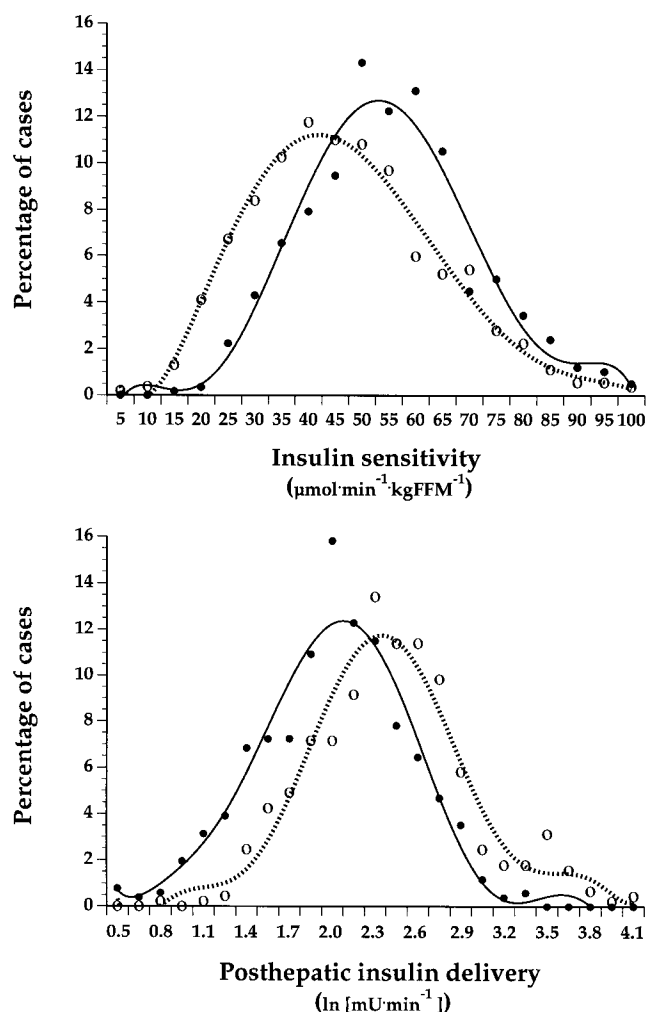 16
14
12
10
8
6
4
2
0
Percentage of cases
5 10 15 20 25 30 35 40 45 50 55 60 65 70 75 80 85 90 95 100
Insulin sensitivity
(µmol·min⁻¹·kgFFM⁻¹)
16
14
12
10
8
6
4
2
0
Percentage of cases
0.5 0.8 1.1 1.4 1.7 2.0 2.3 2.6 2.9 3.2 3.5 3.8 4.1
Posthepatic insulin delivery
(ln [mU·min⁻¹ ])